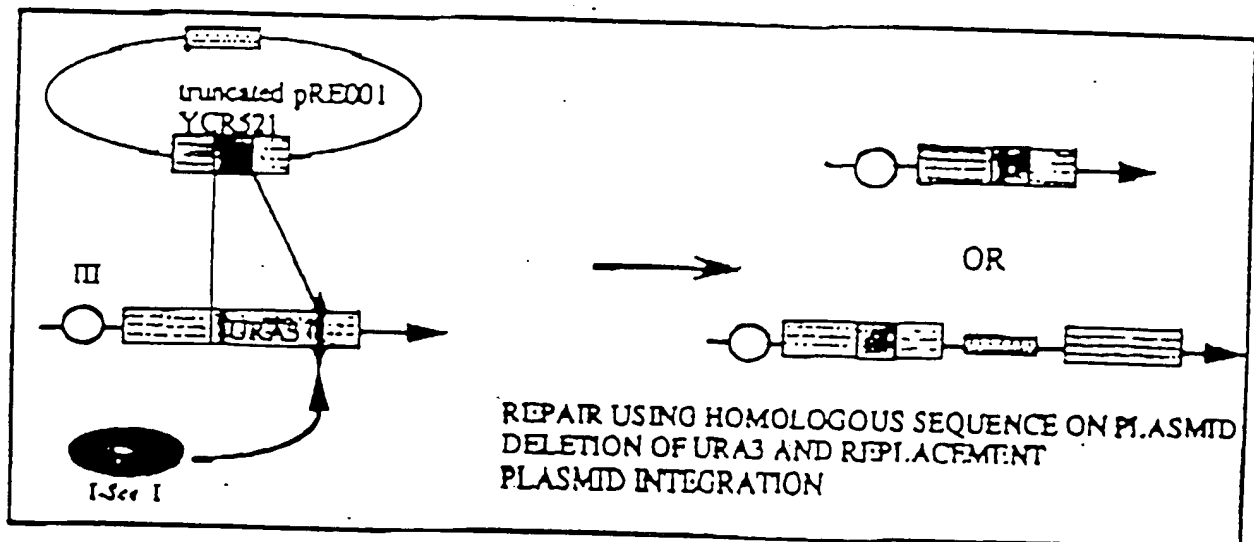 truncated pRE001
YCR521
III
URA3
I-Sce I
OR
REPAIR USING HOMOLOGOUS SEQUENCE ON PLASMID
DELETION OF URA3 AND REPLACEMENT
PLASMID INTEGRATION